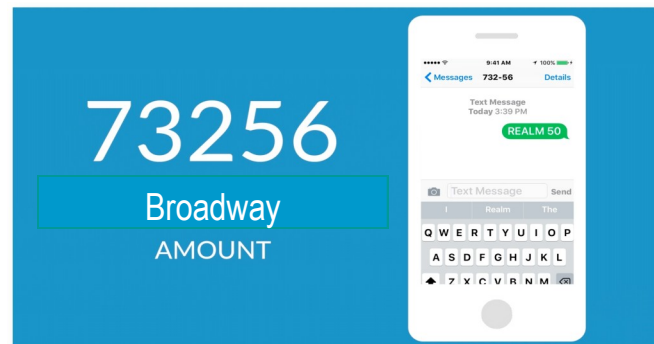 73256
Broadway
AMOUNT
9:41 AM 100%
Messages 732-56 Details
Text Message
Today 3:39 PM
REALM 50
Text Message Send
I Realm The
Q W E R T Y U I O P
A S D F G H J K L
Z X C V B N M